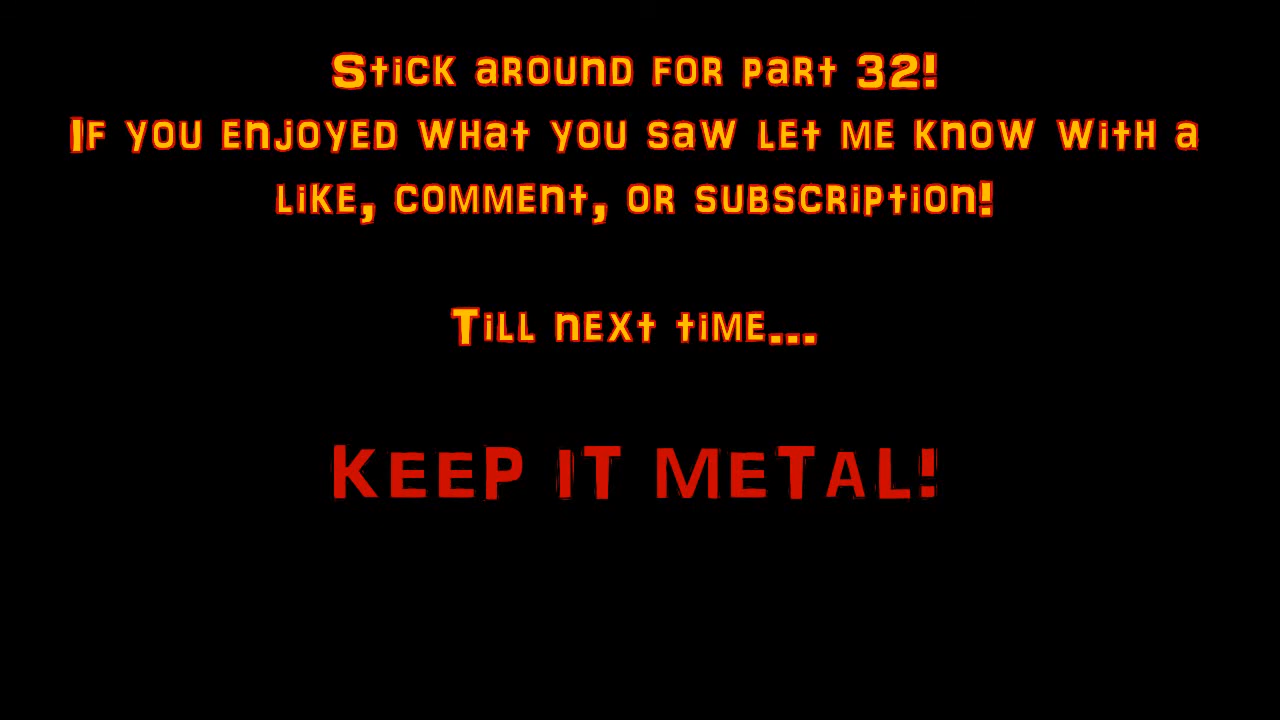 Stick around for part 32!
If you enjoyed what you saw let me know with a
like, comment, or subscription!
Till next time...
KEEP IT METAL!